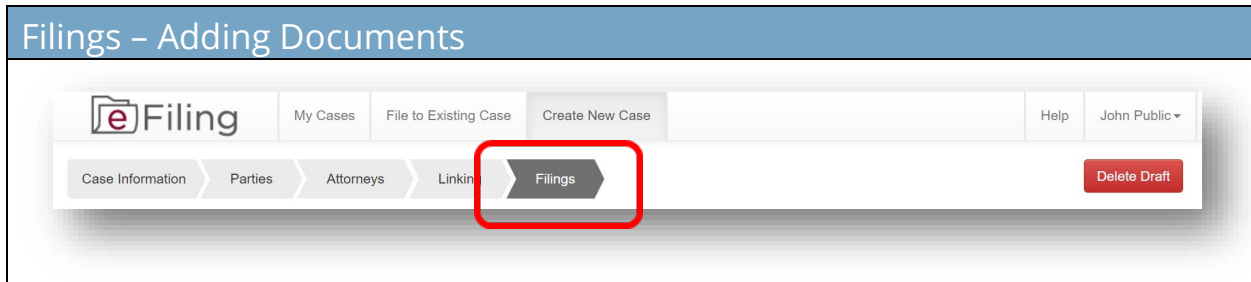 Filings – Adding Documents
eFiling My Cases File to Existing Case Create New Case Help John Public
Case Information Parties Attorneys Linking Filings Delete Draft